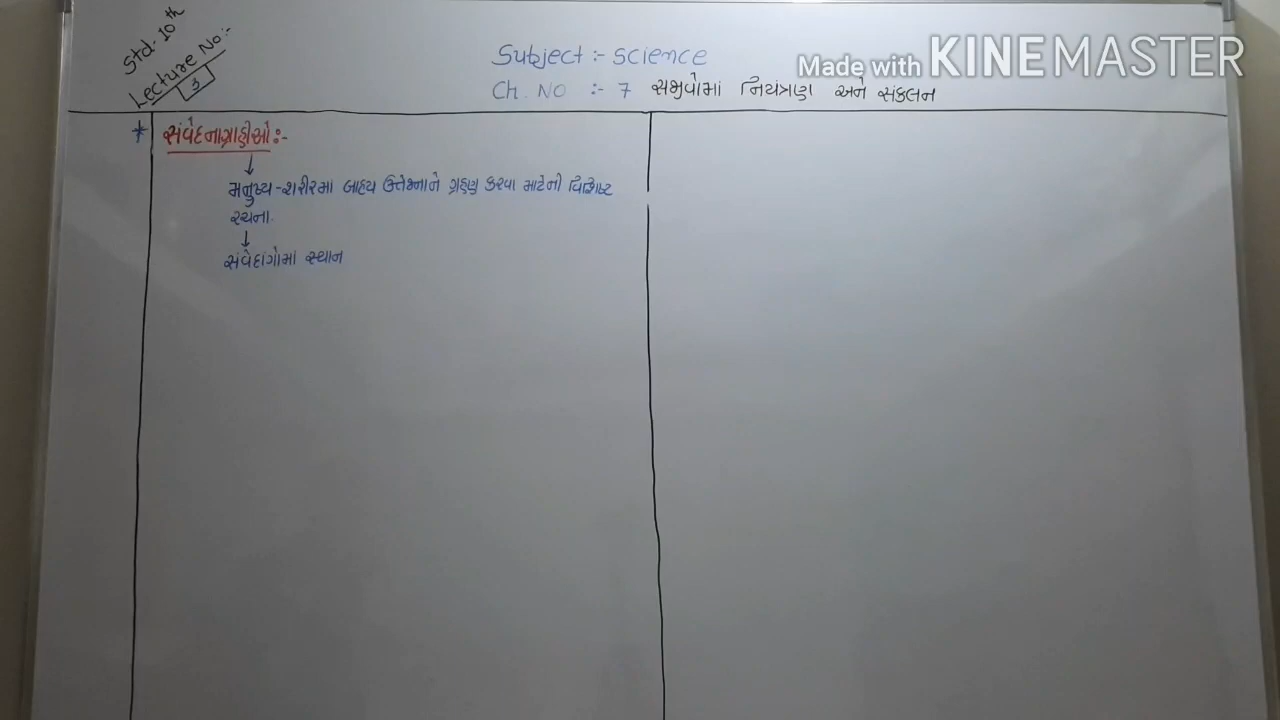 Std. 10th
Lecture No:-
3
Subject :- Science
Ch. NO :- 7 સજીવોમાં નિયંત્રણ અને સંકલન
Made with KINEMASTER
* સંવેદનાગ્રાહીઓ :-
↓
મનુષ્ય-શરીરમાં બાહ્ય ઉત્તેજનાને ગ્રહણ કરવા માટેની વિશિષ્ટ
રચના.
↓
સંવેદાંગોમાં સ્થાન